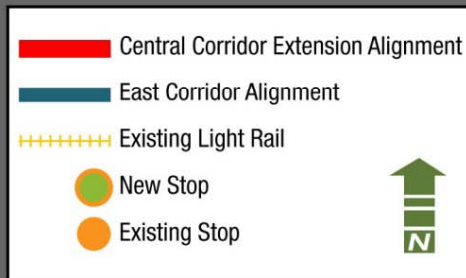 Central Corridor Extension Alignment
East Corridor Alignment
Existing Light Rail
New Stop
Existing Stop
N